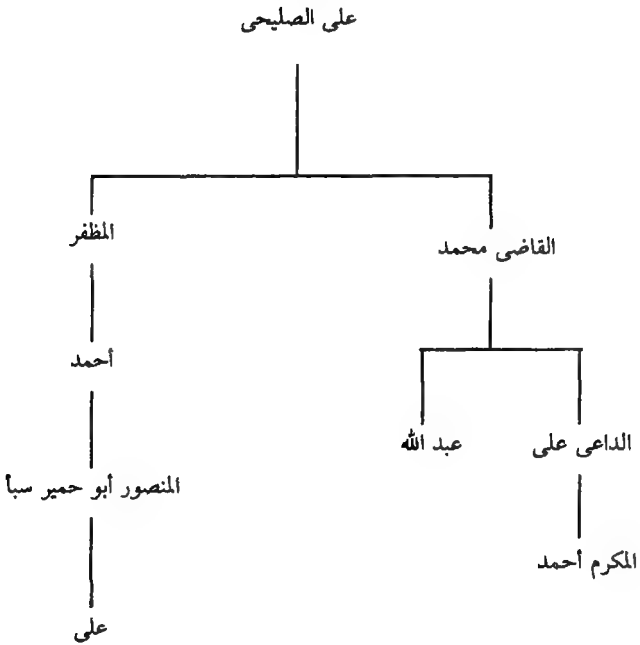 على الصليحى
المظفر
القاضى محمد
أحمد
عبد الله
الداعى على
المنصور أبو حمير سبأ
المكرم أحمد
على